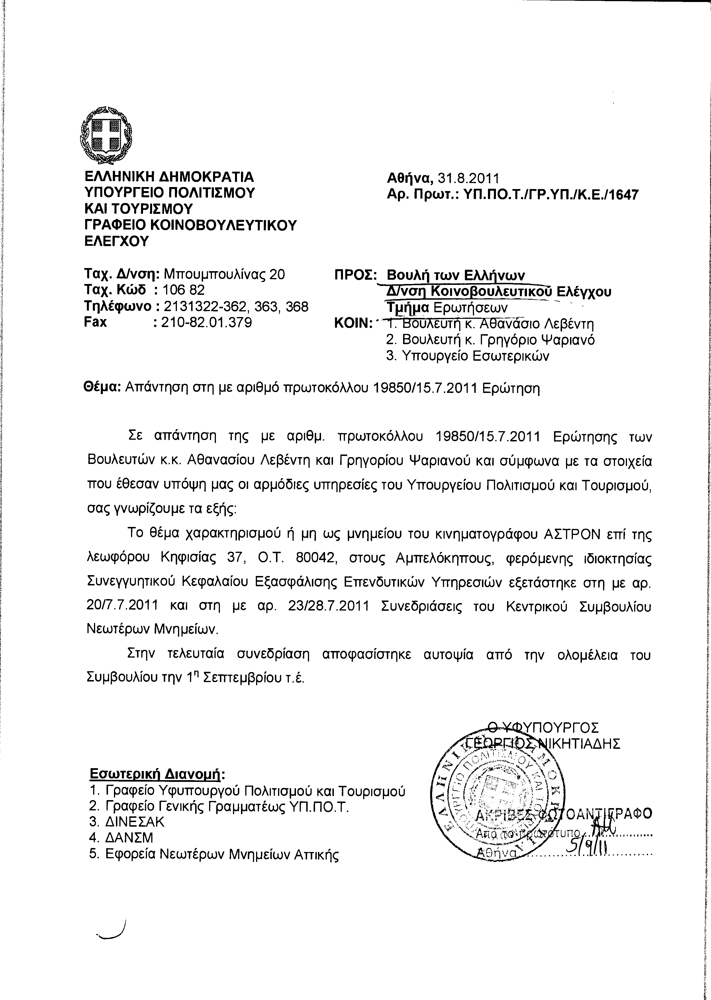 ΕΛΛΗΝΙΚΗ ΔΗΜΟΚΡΑΤΙΑ
ΥΠΟΥΡΓΕΙΟ ΠΟΛΙΤΙΣΜΟΥ
ΚΑΙ ΤΟΥΡΙΣΜΟΥ
ΓΡΑΦΕΙΟ ΚΟΙΝΟΒΟΥΛΕΥΤΙΚΟΥ
ΕΛΕΓΧΟΥ
Αθήνα, 31.8.2011
Αρ. Πρωτ.: ΥΠ.ΠΟ.Τ./ΓΡ.ΥΠ./Κ.Ε./1647
Ταχ. Δ/νση: Μπουμπουλίνας 20
Ταχ. Κώδ : 106 82
Τηλέφωνο : 2131322-362, 363, 368
Fax : 210-82.01.379
ΠΡΟΣ: Βουλή των Ελλήνων
Δ/νση Κοινοβουλευτικού Ελέγχου
Τμήμα Ερωτήσεων
ΚΟΙΝ: 1. Βουλευτή κ. Αθανάσιο Λεβέντη
2. Βουλευτή κ. Γρηγόριο Ψαριανό
3. Υπουργείο Εσωτερικών
Θέμα: Απάντηση στη με αριθμό πρωτοκόλλου 19850/15.7.2011 Ερώτηση
Σε απάντηση της με αριθμ. πρωτοκόλλου 19850/15.7.2011 Ερώτησης των
Βουλευτών κ.κ. Αθανασίου Λεβέντη και Γρηγορίου Ψαριανού και σύμφωνα με τα στοιχεία
που έθεσαν υπόψη μας οι αρμόδιες υπηρεσίες του Υπουργείου Πολιτισμού και Τουρισμού,
σας γνωρίζουμε τα εξής:
Το θέμα χαρακτηρισμού ή μη ως μνημείου του κινηματογράφου ΑΣΤΡΟΝ επί της
λεωφόρου Κηφισίας 37, Ο.Τ. 80042, στους Αμπελόκηπους, φερόμενης ιδιοκτησίας
Συνεγγυητικού Κεφαλαίου Εξασφάλισης Επενδυτικών Υπηρεσιών εξετάστηκε στη με αρ.
20/7.7.2011 και στη με αρ. 23/28.7.2011 Συνεδριάσεις του Κεντρικού Συμβουλίου
Νεωτέρων Μνημείων.
Στην τελευταία συνεδρίαση αποφασίστηκε αυτοψία από την ολομέλεια του
Συμβουλίου την 1η Σεπτεμβρίου τ.έ.
Ο ΥΦΥΠΟΥΡΓΟΣ
ΓΕΩΡΓΙΟΣ ΝΙΚΗΤΙΑΔΗΣ
Εσωτερική Διανομή:
1. Γραφείο Υφυπουργού Πολιτισμού και Τουρισμού
2. Γραφείο Γενικής Γραμματέως ΥΠ.ΠΟ.Τ.
3. ΔΙΝΕΣΑΚ
4. ΔΑΝΣΜ
5. Εφορεία Νεωτέρων Μνημείων Αττικής
ΕΛΛΗΝΙΚΗ ΔΗΜΟΚΡΑΤΙΑ
ΥΠΟΥΡΓΕΙΟ ΠΟΛΙΤΙΣΜΟΥ ΚΑΙ ΤΟΥΡΙΣΜΟΥ
ΑΚΡΙΒΕΣ ΦΩΤΟΑΝΤΙΓΡΑΦΟ
Από το πρωτότυπο
Αθήνα 5/9/11